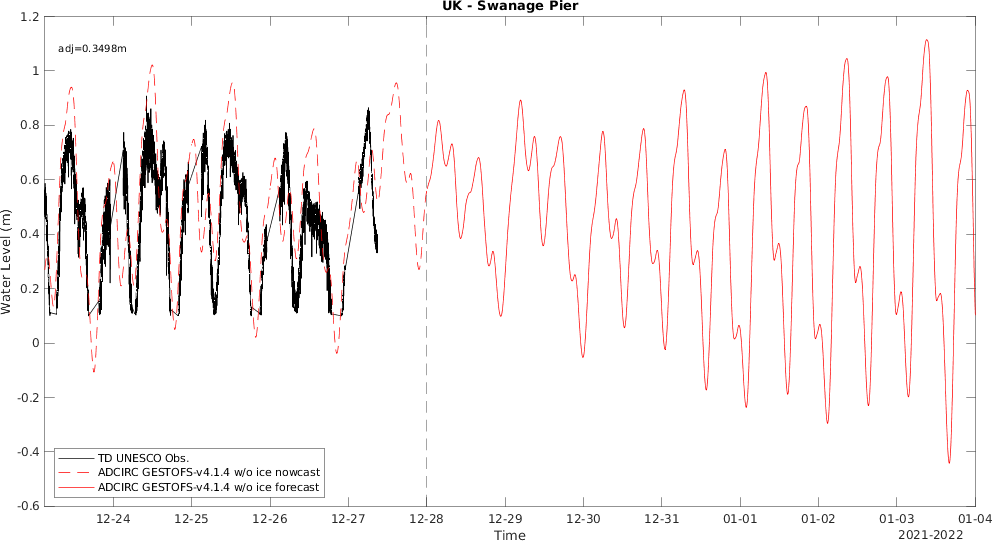 UK - Swanage Pier
adj=0.3498m
1.2
1
0.8
0.6
0.4
0.2
0
-0.2
-0.4
-0.6
Water Level (m)
TD UNESCO Obs.
ADCIRC GESTOFS-v4.1.4 w/o ice nowcast
ADCIRC GESTOFS-v4.1.4 w/o ice forecast
12-24 12-25 12-26 12-27 12-28 12-29 12-30 12-31 01-01 01-02 01-03 01-04
Time
2021-2022